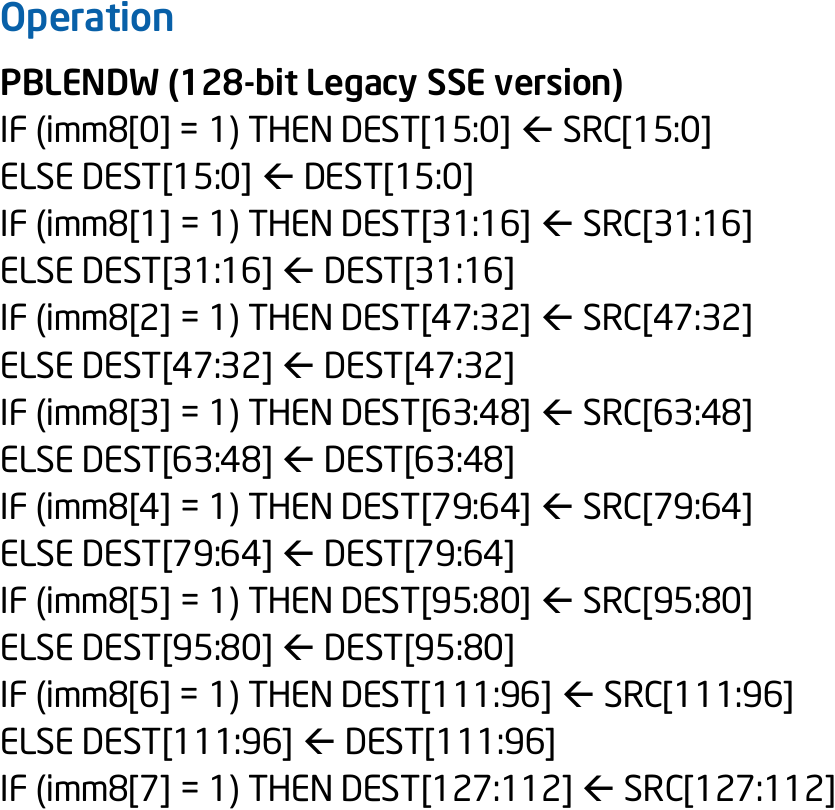 Operation
PBLENDW (128-bit Legacy SSE version)
IF (imm8[0] = 1) THEN DEST[15:0] ← SRC[15:0]
ELSE DEST[15:0] ← DEST[15:0]
IF (imm8[1] = 1) THEN DEST[31:16] ← SRC[31:16]
ELSE DEST[31:16] ← DEST[31:16]
IF (imm8[2] = 1) THEN DEST[47:32] ← SRC[47:32]
ELSE DEST[47:32] ← DEST[47:32]
IF (imm8[3] = 1) THEN DEST[63:48] ← SRC[63:48]
ELSE DEST[63:48] ← DEST[63:48]
IF (imm8[4] = 1) THEN DEST[79:64] ← SRC[79:64]
ELSE DEST[79:64] ← DEST[79:64]
IF (imm8[5] = 1) THEN DEST[95:80] ← SRC[95:80]
ELSE DEST[95:80] ← DEST[95:80]
IF (imm8[6] = 1) THEN DEST[111:96] ← SRC[111:96]
ELSE DEST[111:96] ← DEST[111:96]
IF (imm8[7] = 1) THEN DEST[127:112] ← SRC[127:112]